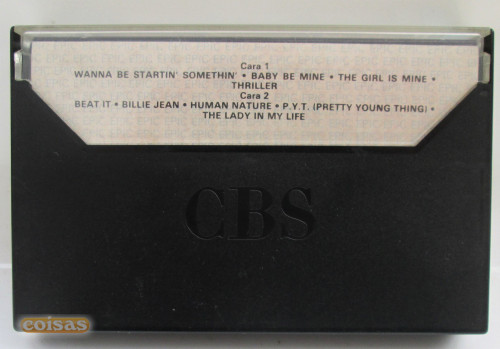 Cara 1
WANNA BE STARTIN' SOMETHIN' • BABY BE MINE • THE GIRL IS MINE •
THRILLER
Cara 2
BEAT IT • BILLIE JEAN • HUMAN NATURE • P.Y.T. (PRETTY YOUNG THING) •
THE LADY IN MY LIFE
CBS
coisas